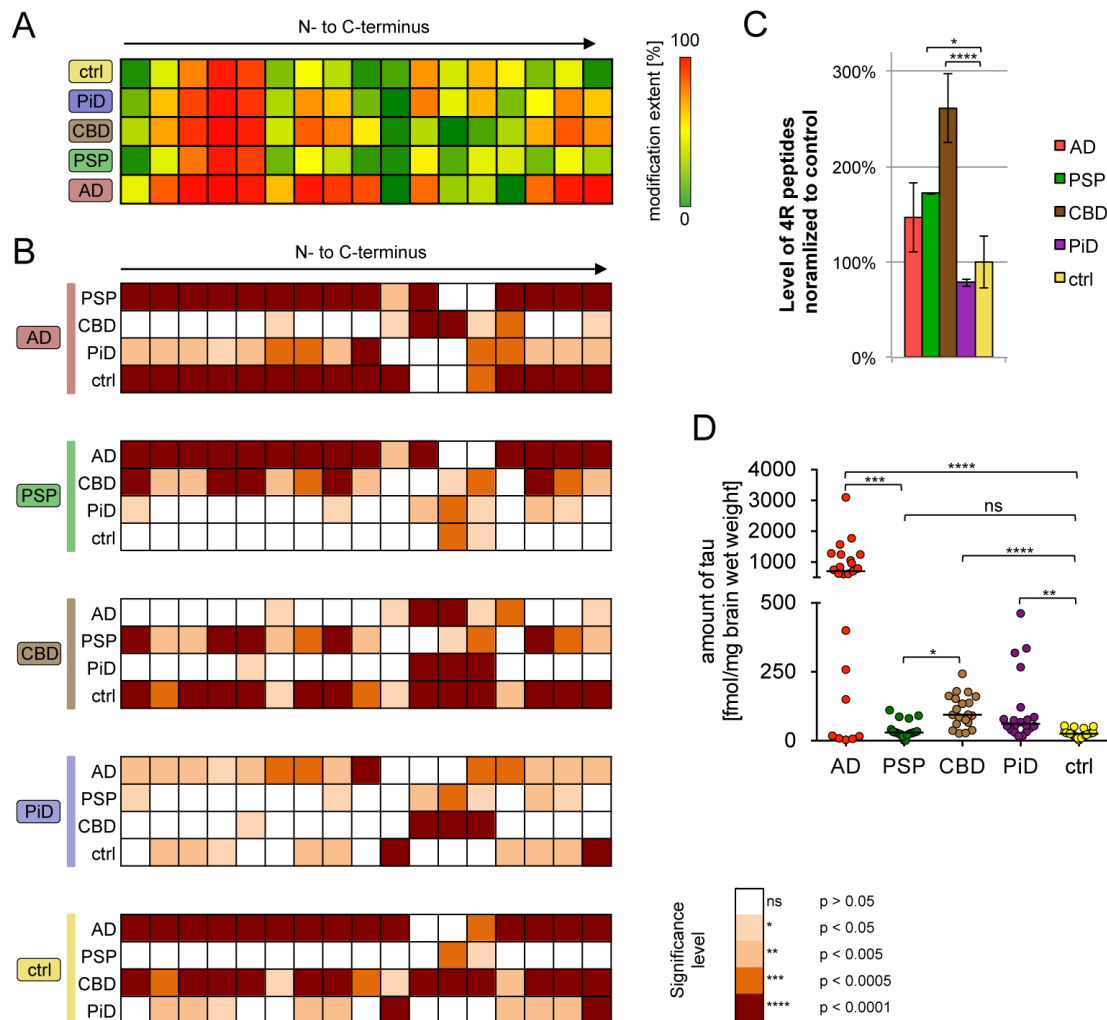 A
N- to C-terminus
ctrl
PiD
CBD
PSP
AD
modification extent [%]
100
0
B
N- to C-terminus
AD
PSP
CBD
PiD
ctrl
PSP
AD
CBD
PiD
ctrl
CBD
AD
PSP
PiD
ctrl
PiD
AD
PSP
CBD
ctrl
ctrl
AD
PSP
CBD
PiD
C
Level of 4R peptides
noramlized to control
300%
200%
100%
0%
*
****
AD
PSP
CBD
PiD
ctrl
D
amount of tau
[fmol/mg brain wet weight]
4000
3000
2000
1000
500
250
0
****
***
ns
****
**
*
AD PSP CBD PiD ctrl
Significance
level
ns p > 0.05
* p < 0.05
** p < 0.005
*** p < 0.0005
**** p < 0.0001